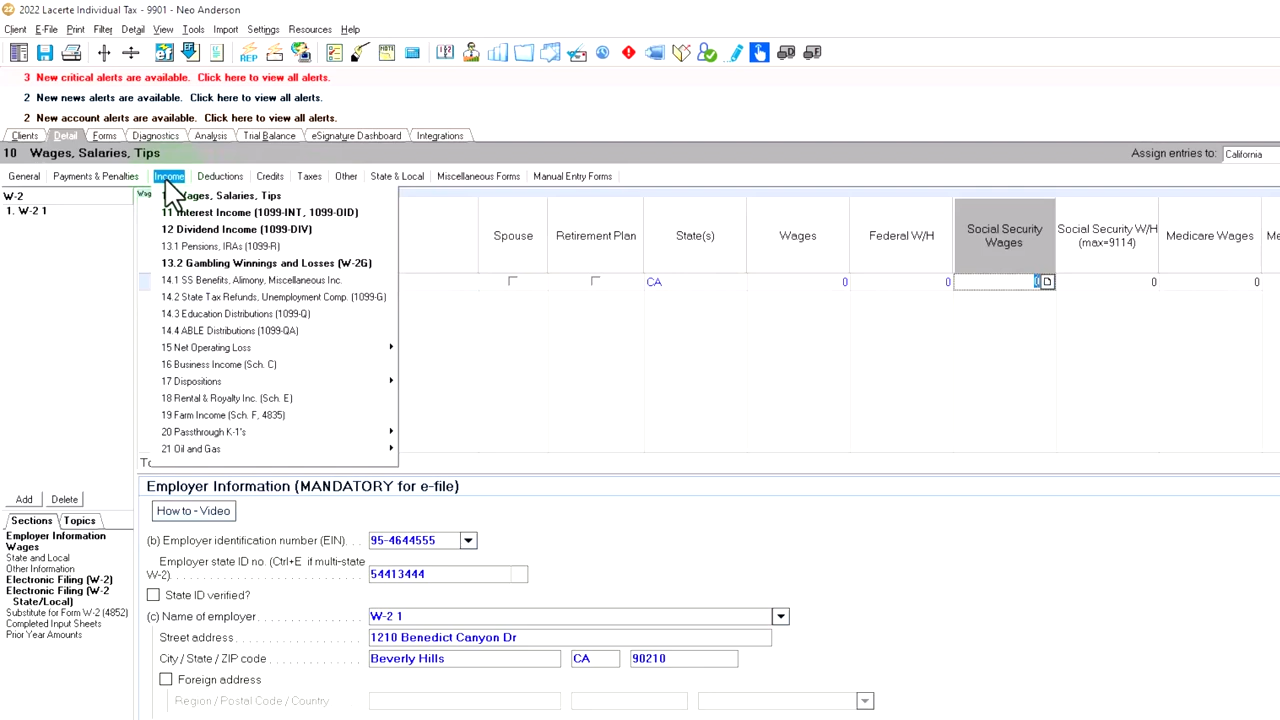 22 2022 Lacerte Individual Tax - 9901 - Neo Anderson
Client E-File Print Filter Detail View Tools Import Settings Resources Help
REP
3 New critical alerts are available. Click here to view all alerts.
2 New news alerts are available. Click here to view all alerts.
2 New account alerts are available. Click here to view all alerts.
Clients Detail Forms Diagnostics Analysis Trial Balance eSignature Dashboard Integrations
10 Wages, Salaries, Tips Assign entries to: California
General Payments & Penalties Income Deductions Credits Taxes Other State & Local Miscellaneous Forms Manual Entry Forms
W-2
1. W-2 1
ages, Salaries, Tips
11 Interest Income (1099-INT, 1099-OID)
12 Dividend Income (1099-DIV)
13.1 Pensions, IRAs (1099-R)
13.2 Gambling Winnings and Losses (W-2G)
14.1 SS Benefits, Alimony, Miscellaneous Inc.
14.2 State Tax Refunds, Unemployment Comp. (1099-G)
14.3 Education Distributions (1099-Q)
14.4 ABLE Distributions (1099-QA)
15 Net Operating Loss
16 Business Income (Sch. C)
17 Dispositions
18 Rental & Royalty Inc. (Sch. E)
19 Farm Income (Sch. F, 4835)
20 Passthrough K-1's
21 Oil and Gas
Spouse Retirement Plan State(s) Wages Federal W/H Social Security Wages Social Security W/H (max=9114) Medicare Wages
CA 0 0 0 0 0
Add Delete
Sections Topics
Employer Information
Wages
State and Local
Other Information
Electronic Filing (W-2)
Electronic Filing (W-2
State/Local)
Substitute for Form W-2 (4852)
Completed Input Sheets
Prior Year Amounts
Employer Information (MANDATORY for e-file)
How to - Video
(b) Employer identification number (EIN). . . 95-4644555
Employer state ID no. (Ctrl+E if multi-state
W-2) 54413444
State ID verified?
(c) Name of employer W-2 1
Street address 1210 Benedict Canyon Dr
City / State / ZIP code Beverly Hills CA 90210
Foreign address
Region / Postal Code / Country